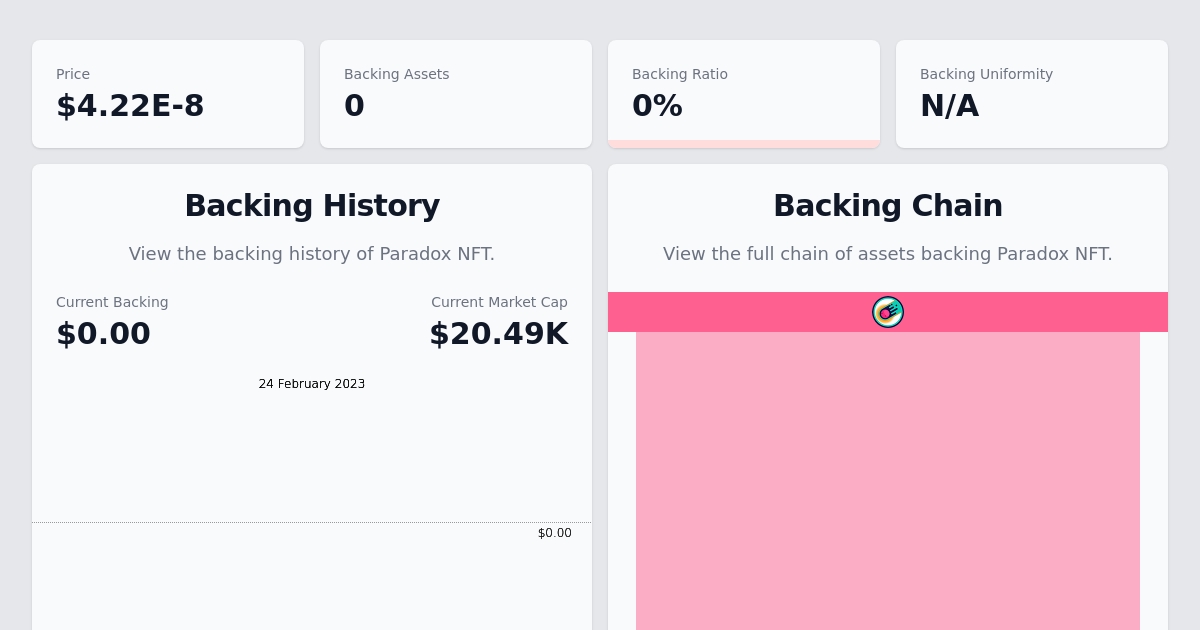 Price
$4.22E-8
Backing Assets
0
Backing Ratio
0%
Backing Uniformity
N/A
Backing History
View the backing history of Paradox NFT.
Current Backing
$0.00
Current Market Cap
$20.49K
24 February 2023
$0.00
Backing Chain
View the full chain of assets backing Paradox NFT.